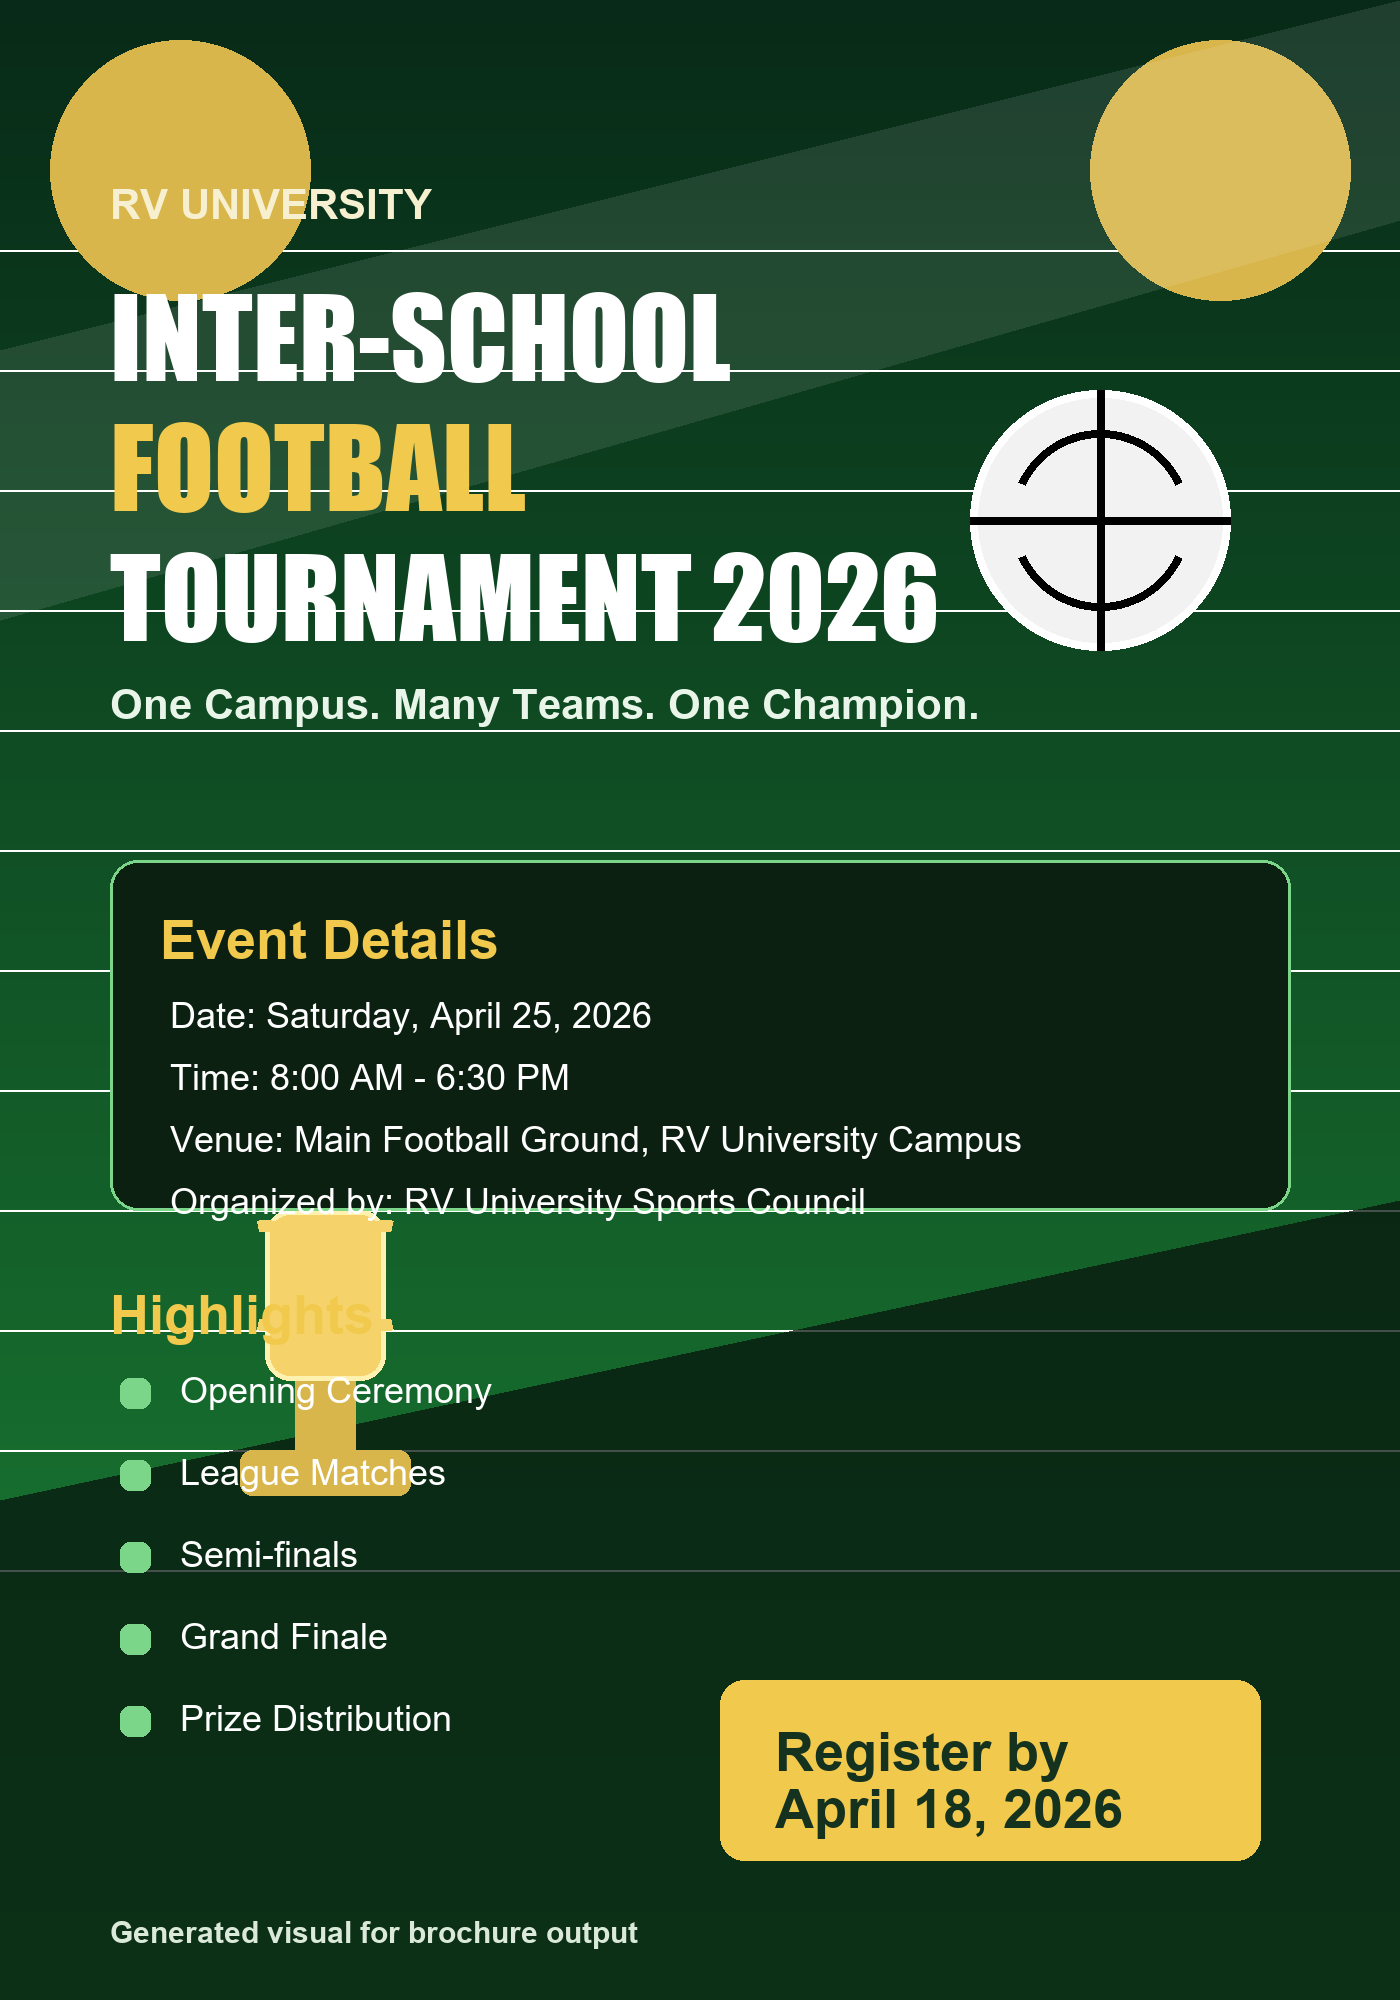 RV UNIVERSITY
INTER-SCHOOL
FOOTBALL
TOURNAMENT 2026
One Campus. Many Teams. One Champion.
Event Details
Date: Saturday, April 25, 2026
Time: 8:00 AM - 6:30 PM
Venue: Main Football Ground, RV University Campus
Organized by: RV University Sports Council
Highlights
Opening Ceremony
League Matches
Semi-finals
Grand Finale
Prize Distribution
Register by
April 18, 2026
Generated visual for brochure output